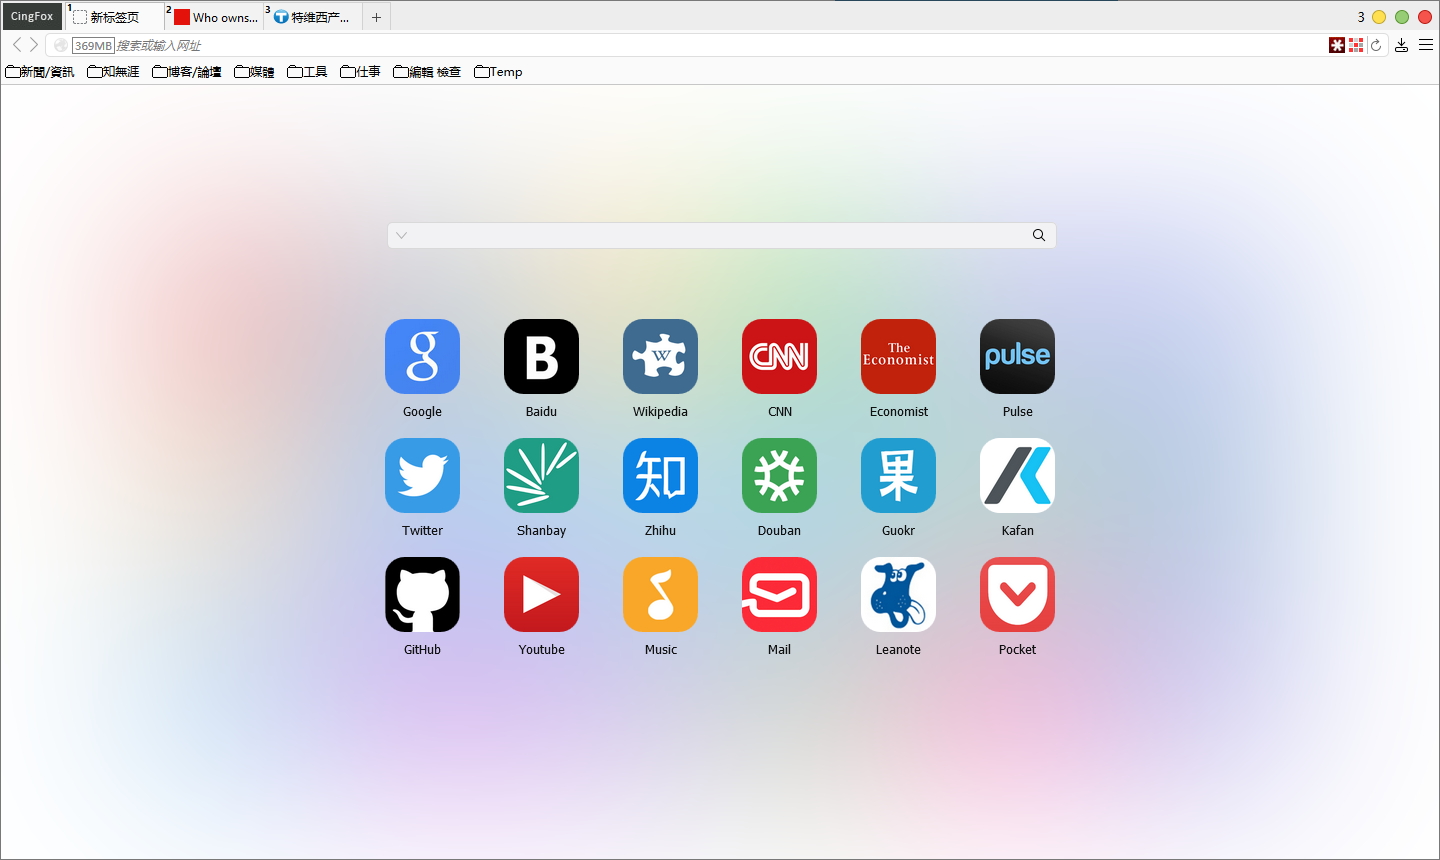 CingFox 1 新标签页 2 Who owns... 3 特维西产... + 3
369MB 搜索或输入网址
新聞/資訊 知無涯 博客/論壇 媒體 工具 仕事 編輯 檢查 Temp
g B W CNN The Economist pulse
Google Baidu Wikipedia CNN Economist Pulse
知 果
Twitter Shanbay Zhihu Douban Guokr Kafan
GitHub Youtube Music Mail Leanote Pocket